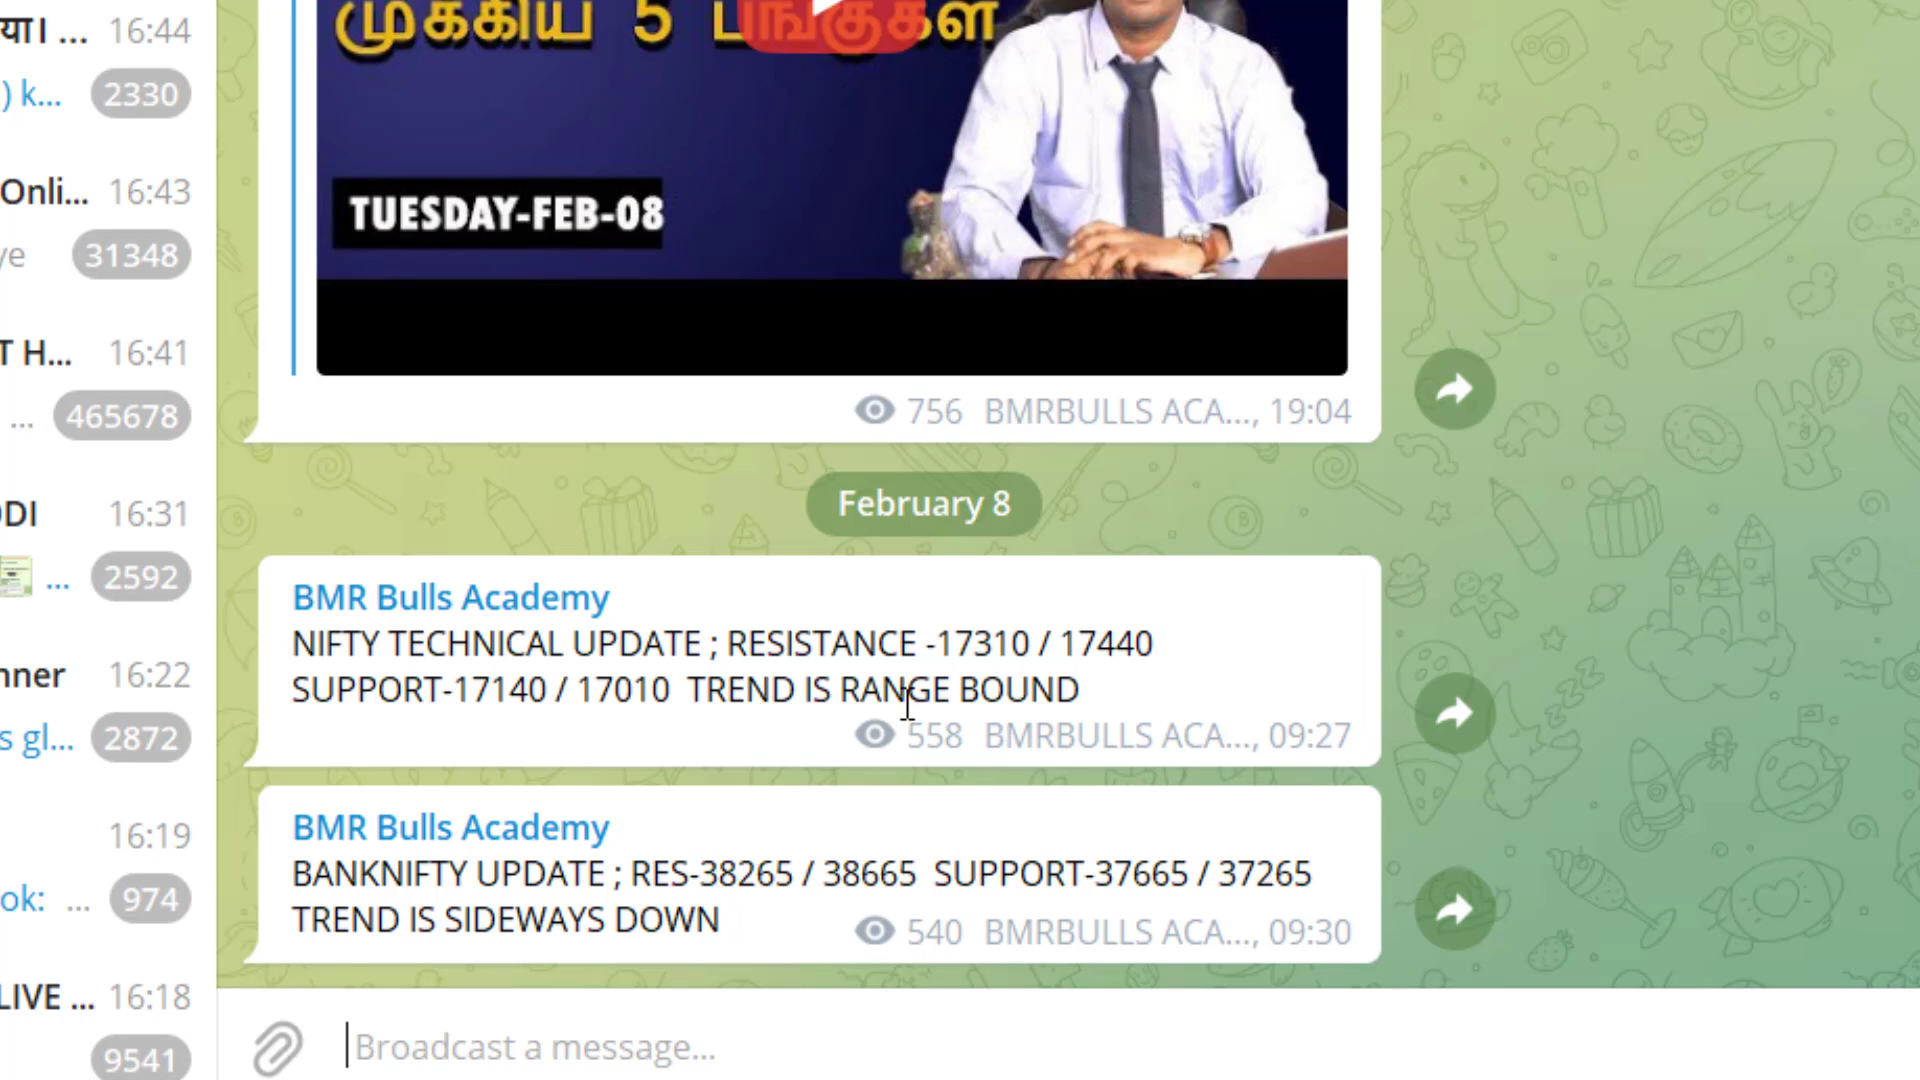 या। ... 16:44
) k... 2330
Onli... 16:43
ye 31348
T H... 16:41
... 465678
DDI 16:31
... 2592
nner 16:22
s gl... 2872
16:19
ok: ... 974
LIVE ... 16:18
9541
முக்கிய 5 பங்குகள்
TUESDAY-FEB-08
756 BMRBULLS ACA..., 19:04
February 8
BMR Bulls Academy
NIFTY TECHNICAL UPDATE ; RESISTANCE -17310 / 17440
SUPPORT-17140 / 17010 TREND IS RANGE BOUND
558 BMRBULLS ACA..., 09:27
BMR Bulls Academy
BANKNIFTY UPDATE ; RES-38265 / 38665 SUPPORT-37665 / 37265
TREND IS SIDEWAYS DOWN
540 BMRBULLS ACA..., 09:30
Broadcast a message...